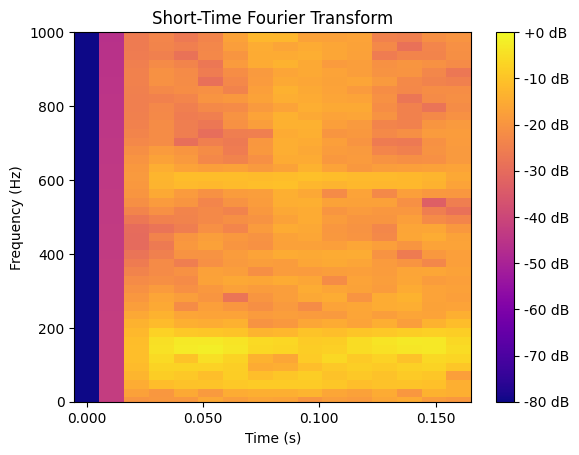 Short-Time Fourier Transform
1000
800
600
400
200
0
Frequency (Hz)
0.000
0.050
0.100
0.150
Time (s)
+0 dB
-10 dB
-20 dB
-30 dB
-40 dB
-50 dB
-60 dB
-70 dB
-80 dB